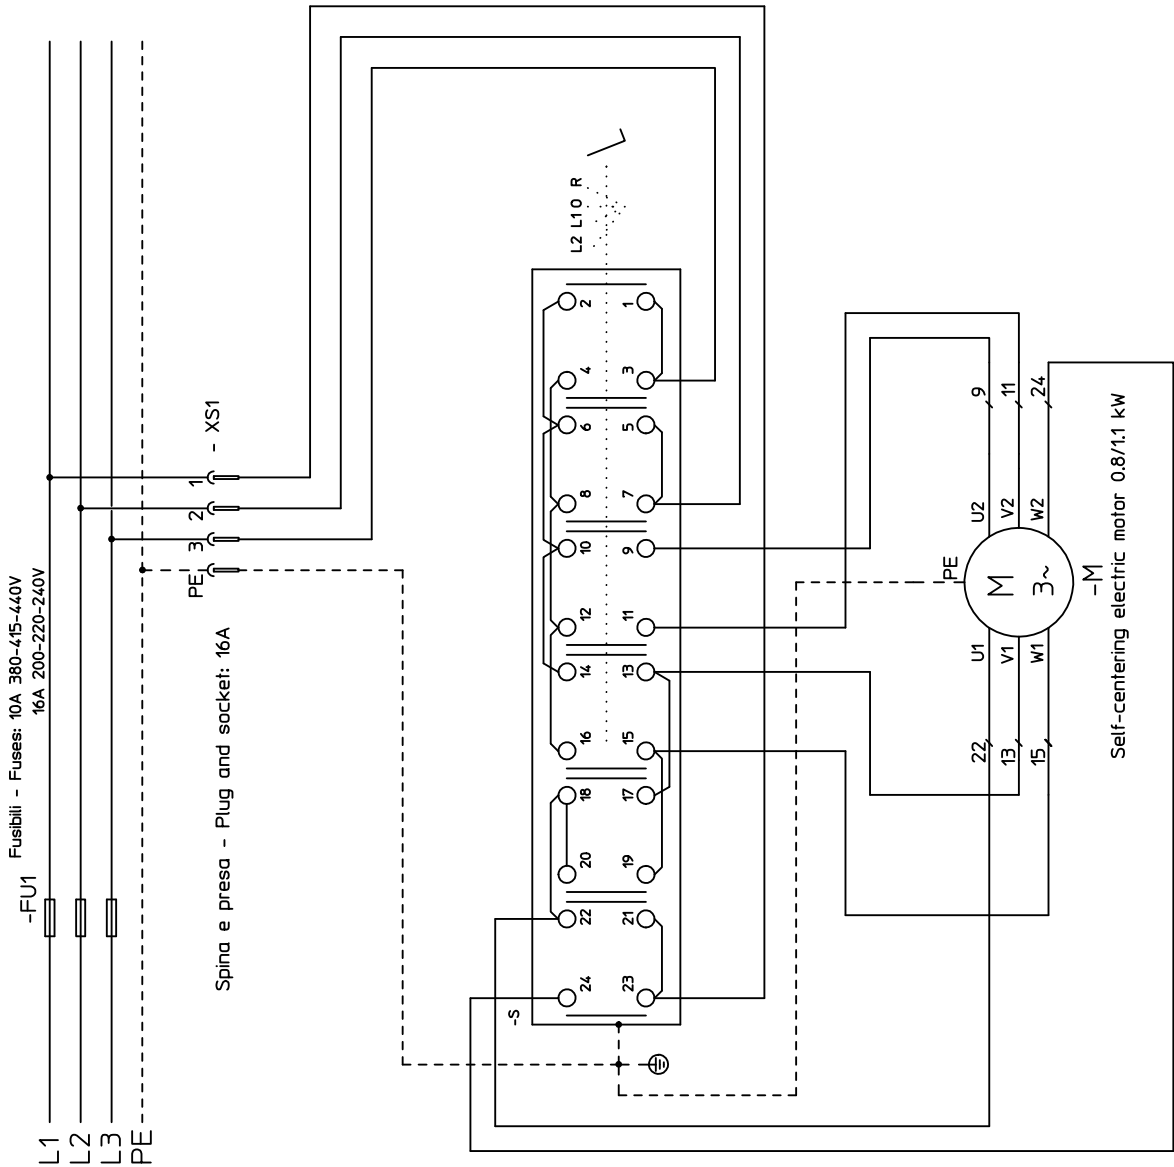 L1
L2
L3
PE
-FU1
Fusibili - Fuses: 10A 380-415-440V
16A 200-220-240V
Spina e presa - Plug and socket: 16A
PE
3
2
1
- XS1
-S
24
22
20
18
16
14
12
10
8
6
4
2
23
21
19
17
15
13
11
9
7
5
3
1
L2 L1 0 R
22
13
15
U1
V1
W1
M
3~
PE
U2
V2
W2
9
11
24
-M
Self-centering electric motor 0.8/1.1 kW